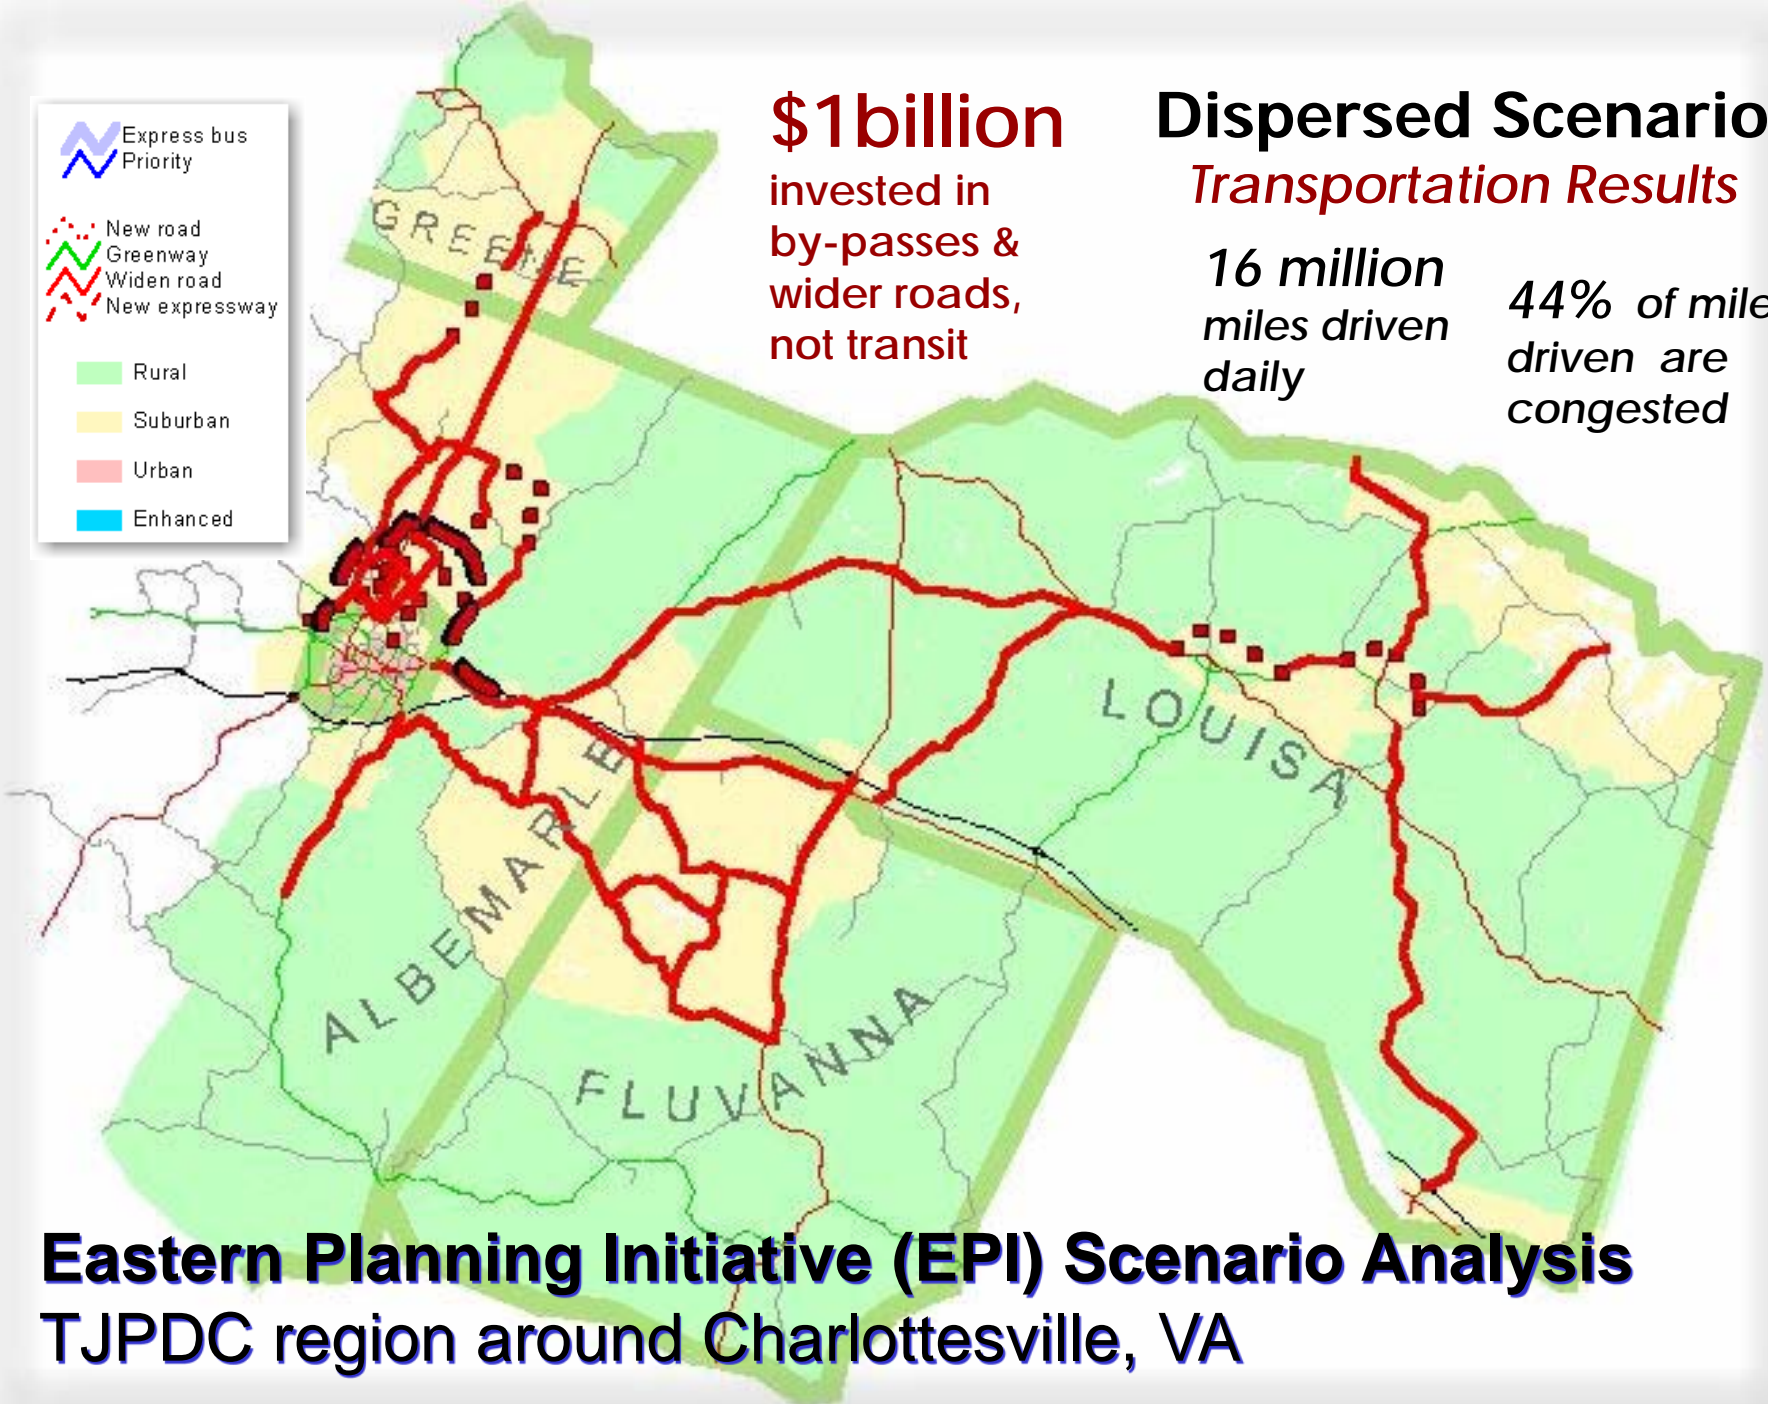 $1billion
invested in
by-passes &
wider roads,
not transit
Dispersed Scenario
Transportation Results
16 million
miles driven
daily
44% of mile
driven are
congested
Express bus
Priority
New road
Greenway
Widen road
New expressway
Rural
Suburban
Urban
Enhanced
GREENE
LOUISA
ALBEMARLE
FLUVANNA
Eastern Planning Initiative (EPI) Scenario Analysis
TJPDC region around Charlottesville, VA